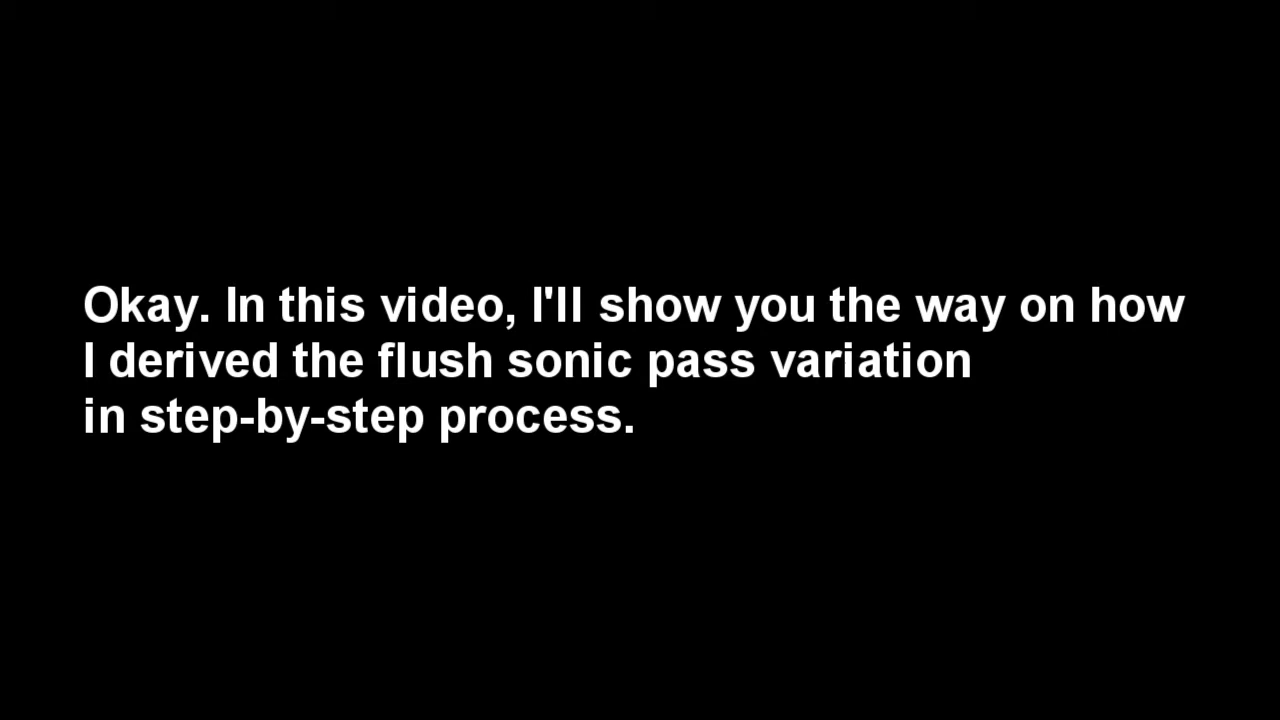 Okay. In this video, I'll show you the way on how
I derived the flush sonic pass variation
in step-by-step process.